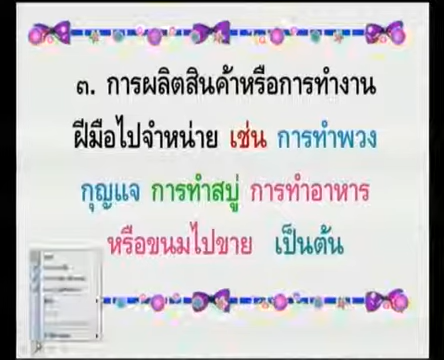 ๓. การผลิตสินค้าหรือการทำงาน
ฝีมือไปจำหน่าย เช่น การทำพวง
กุญแจ การทำสบู่ การทำอาหาร
หรือขนมไปขาย เป็นต้น